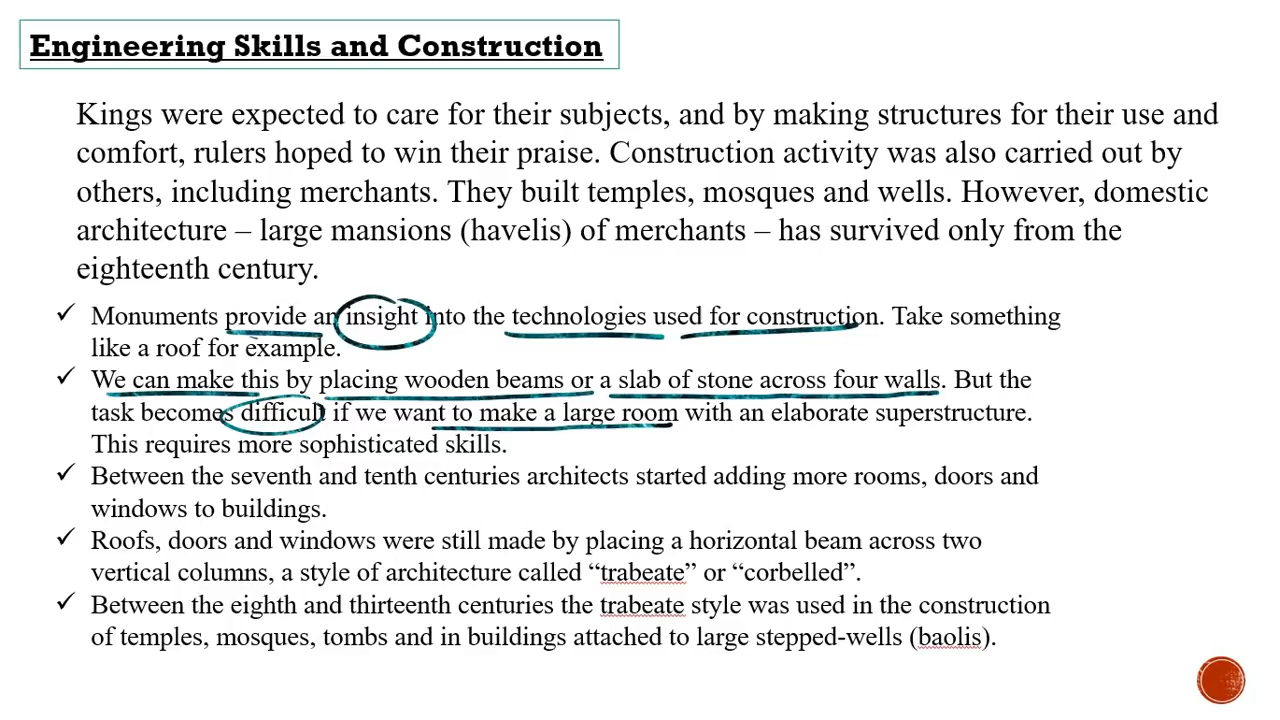 Engineering Skills and Construction
Kings were expected to care for their subjects, and by making structures for their use and
comfort, rulers hoped to win their praise. Construction activity was also carried out by
others, including merchants. They built temples, mosques and wells. However, domestic
architecture – large mansions (havelis) of merchants – has survived only from the
eighteenth century.
✓ Monuments provide an insight into the technologies used for construction. Take something
like a roof for example.
✓ We can make this by placing wooden beams or a slab of stone across four walls. But the
task becomes difficult if we want to make a large room with an elaborate superstructure.
This requires more sophisticated skills.
✓ Between the seventh and tenth centuries architects started adding more rooms, doors and
windows to buildings.
✓ Roofs, doors and windows were still made by placing a horizontal beam across two
vertical columns, a style of architecture called “trabeate” or “corbelled”.
✓ Between the eighth and thirteenth centuries the trabeate style was used in the construction
of temples, mosques, tombs and in buildings attached to large stepped-wells (baolis).